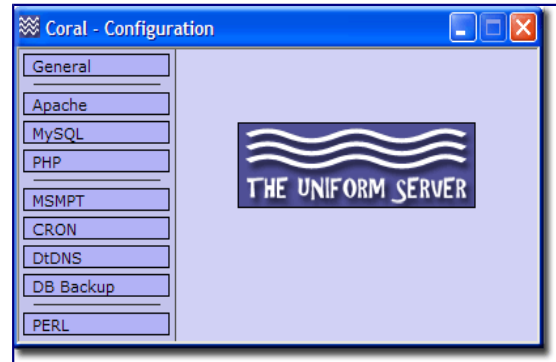 Coral - Configuration
General
Apache
MySQL
PHP
MSMPT
CRON
DtDNS
DB Backup
PERL
THE UNIFORM SERVER